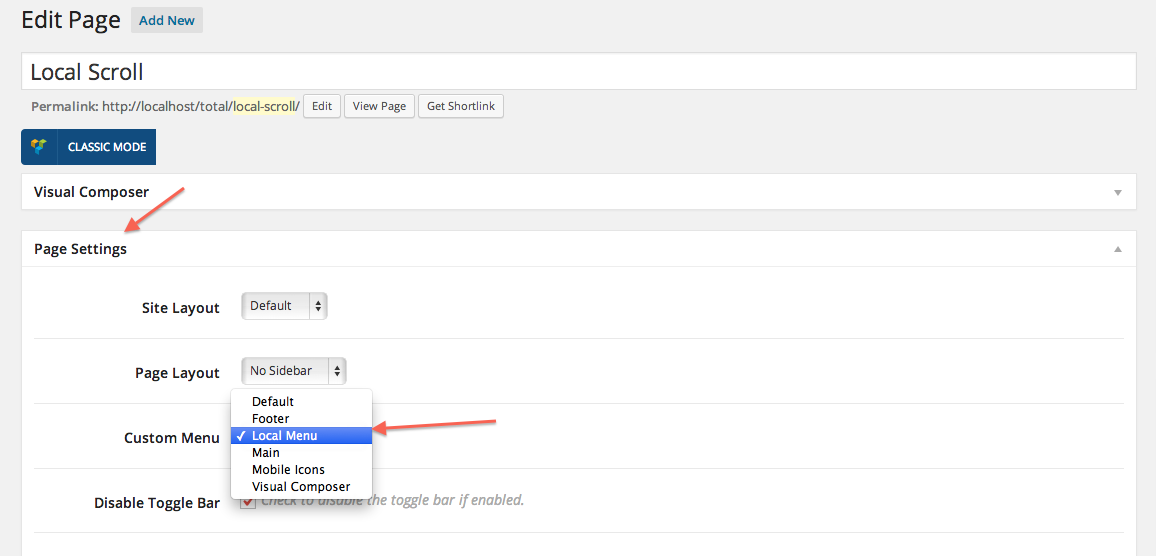 Edit Page Add New
Local Scroll
Permalink: http://localhost/total/local-scroll/ Edit View Page Get Shortlink
CLASSIC MODE
Visual Composer
Page Settings
Site Layout Default
Page Layout No Sidebar
Default
Footer
Custom Menu ✓ Local Menu
Main
Mobile Icons
Visual Composer
Disable Toggle Bar Check to disable the toggle bar if enabled.